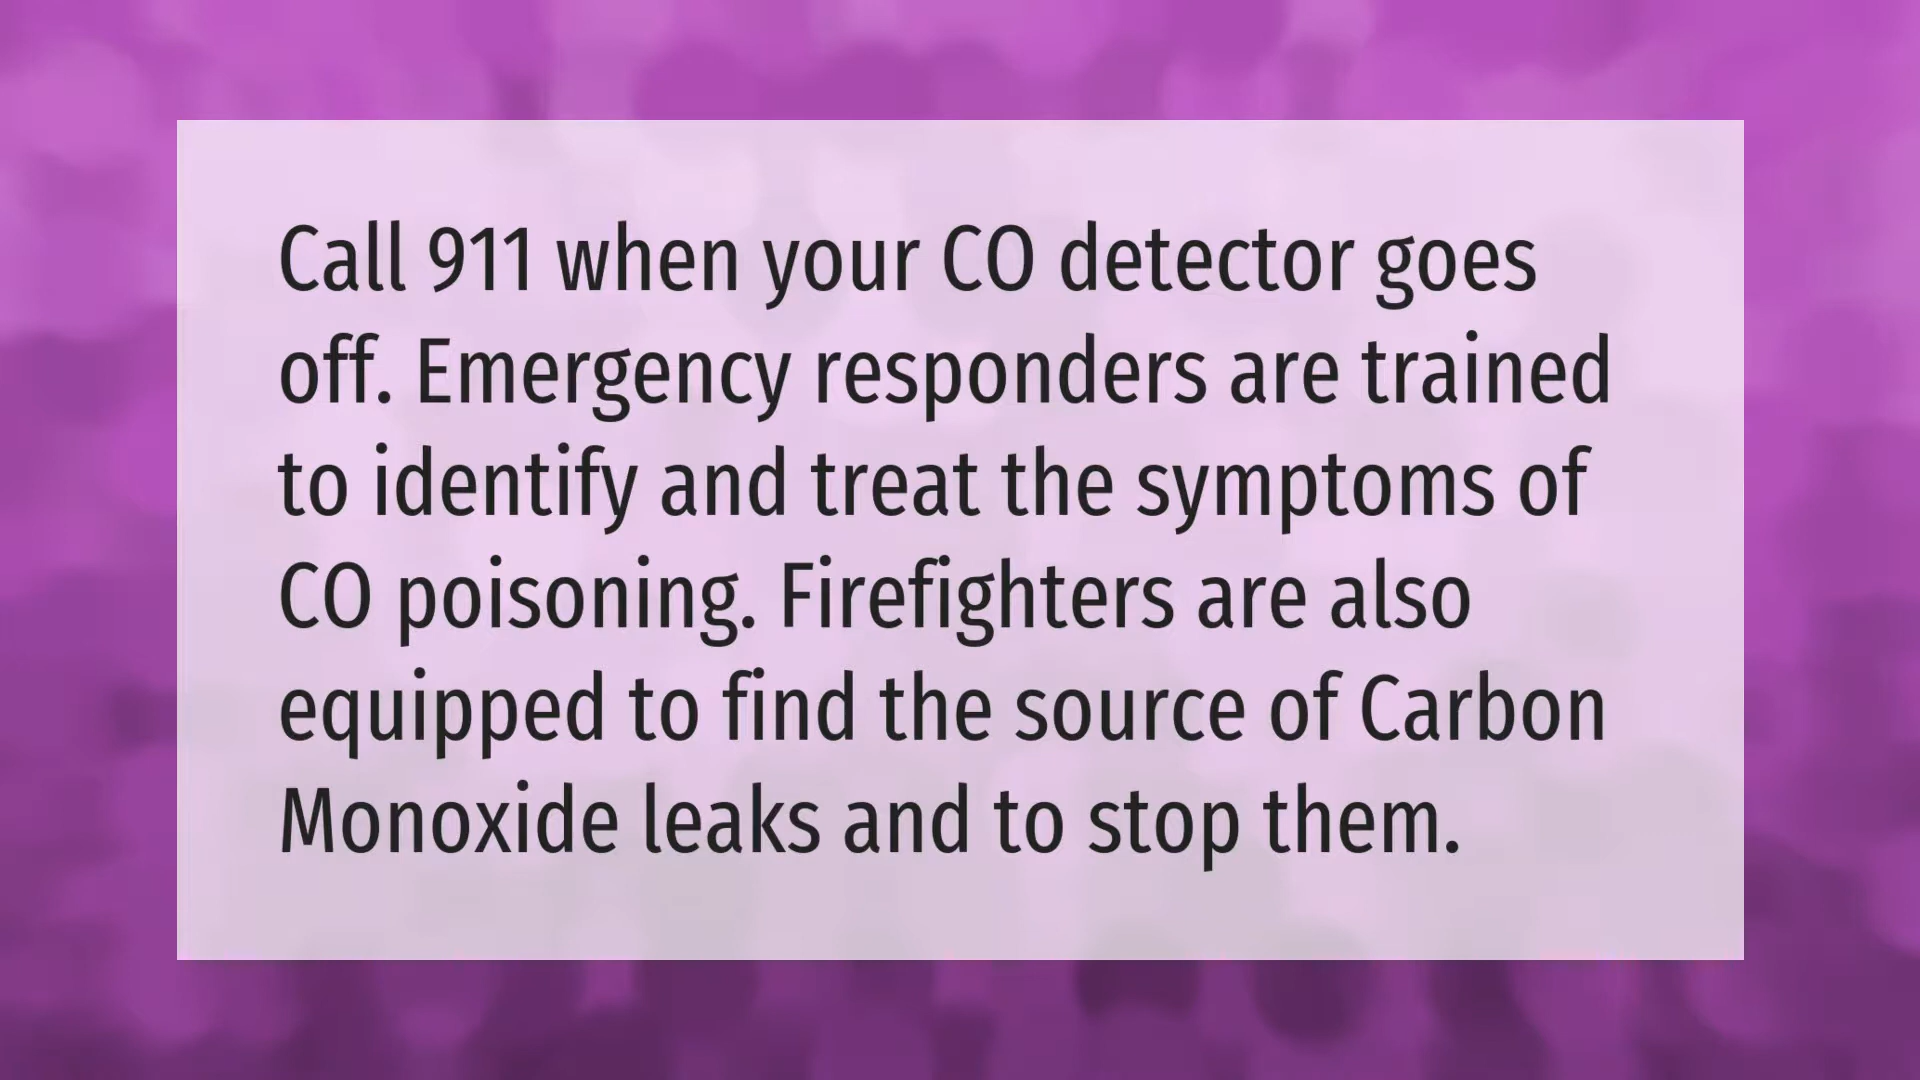 Call 911 when your CO detector goes
off. Emergency responders are trained
to identify and treat the symptoms of
CO poisoning. Firefighters are also
equipped to find the source of Carbon
Monoxide leaks and to stop them.